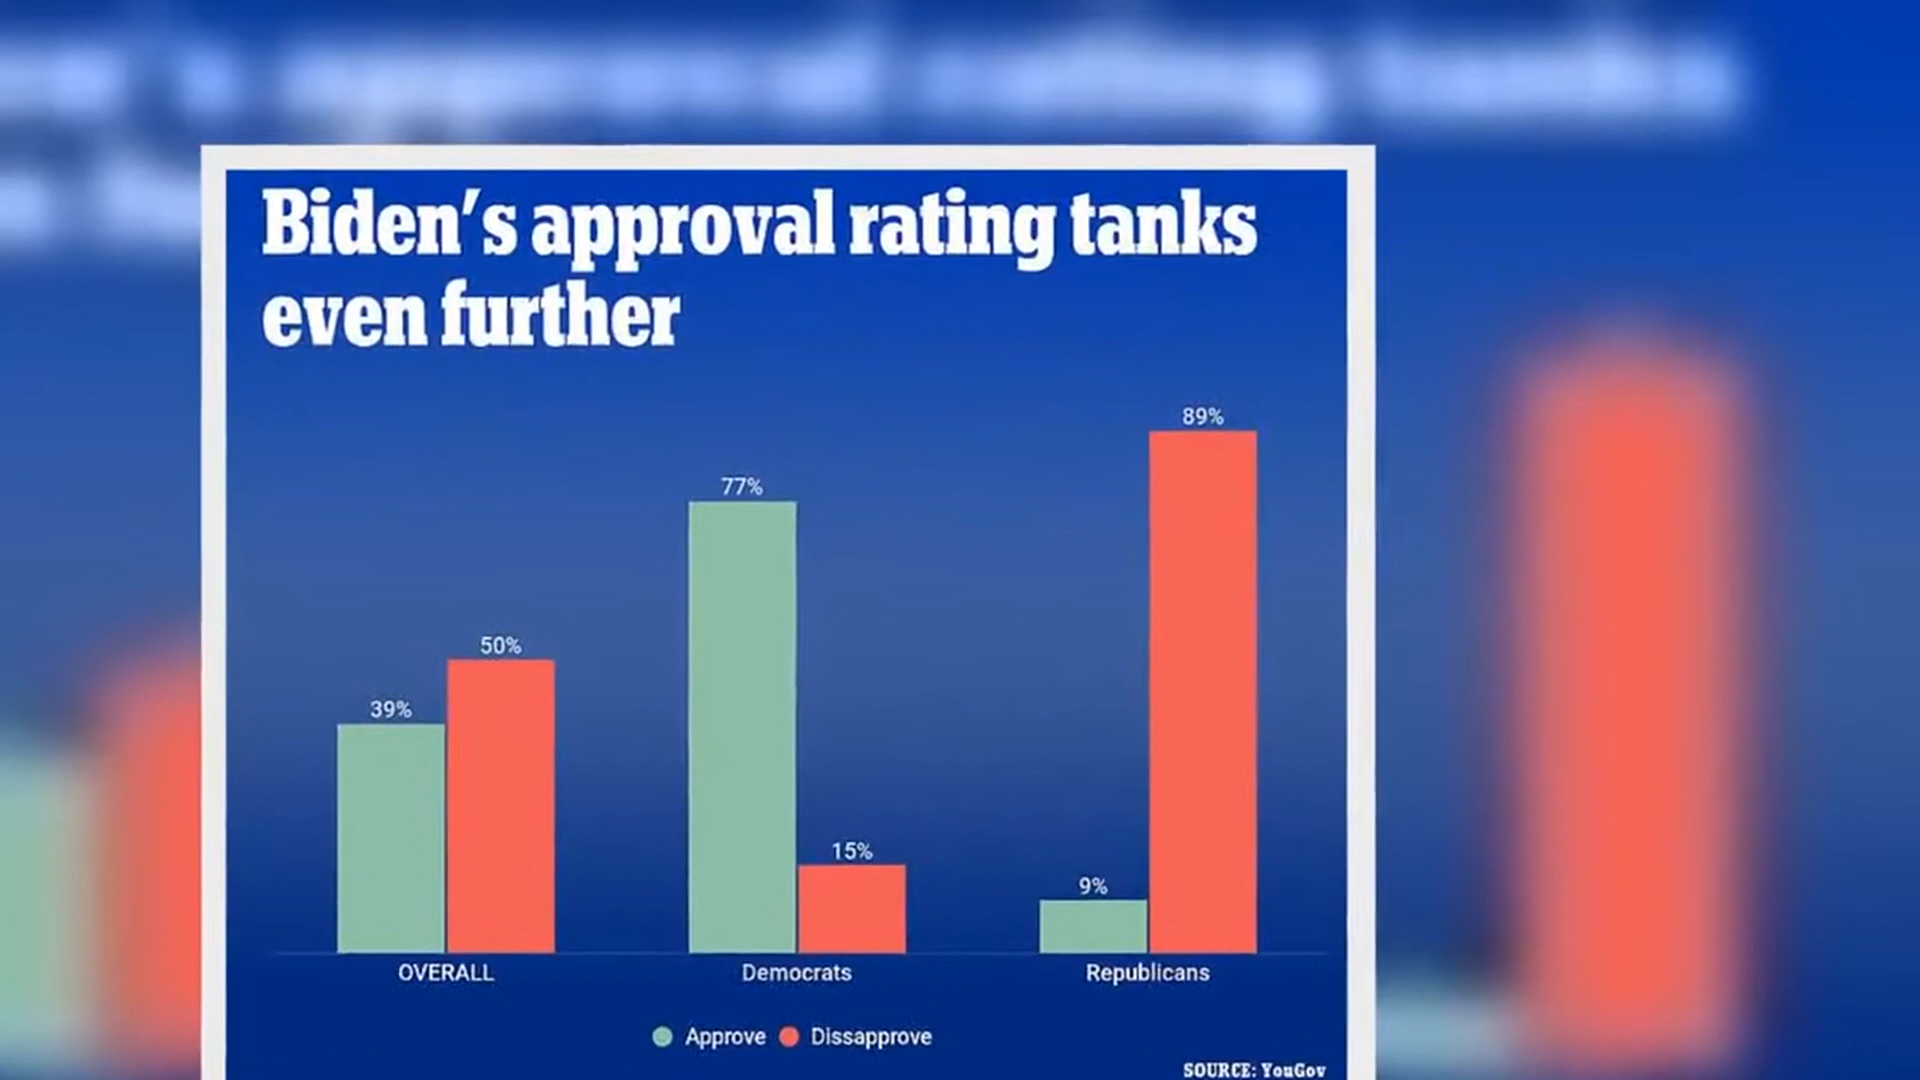 Biden's approval rating tanks
even further
89%
77%
50%
39%
15%
9%
OVERALL Democrats Republicans
Approve Dissapprove
SOURCE: YouGov